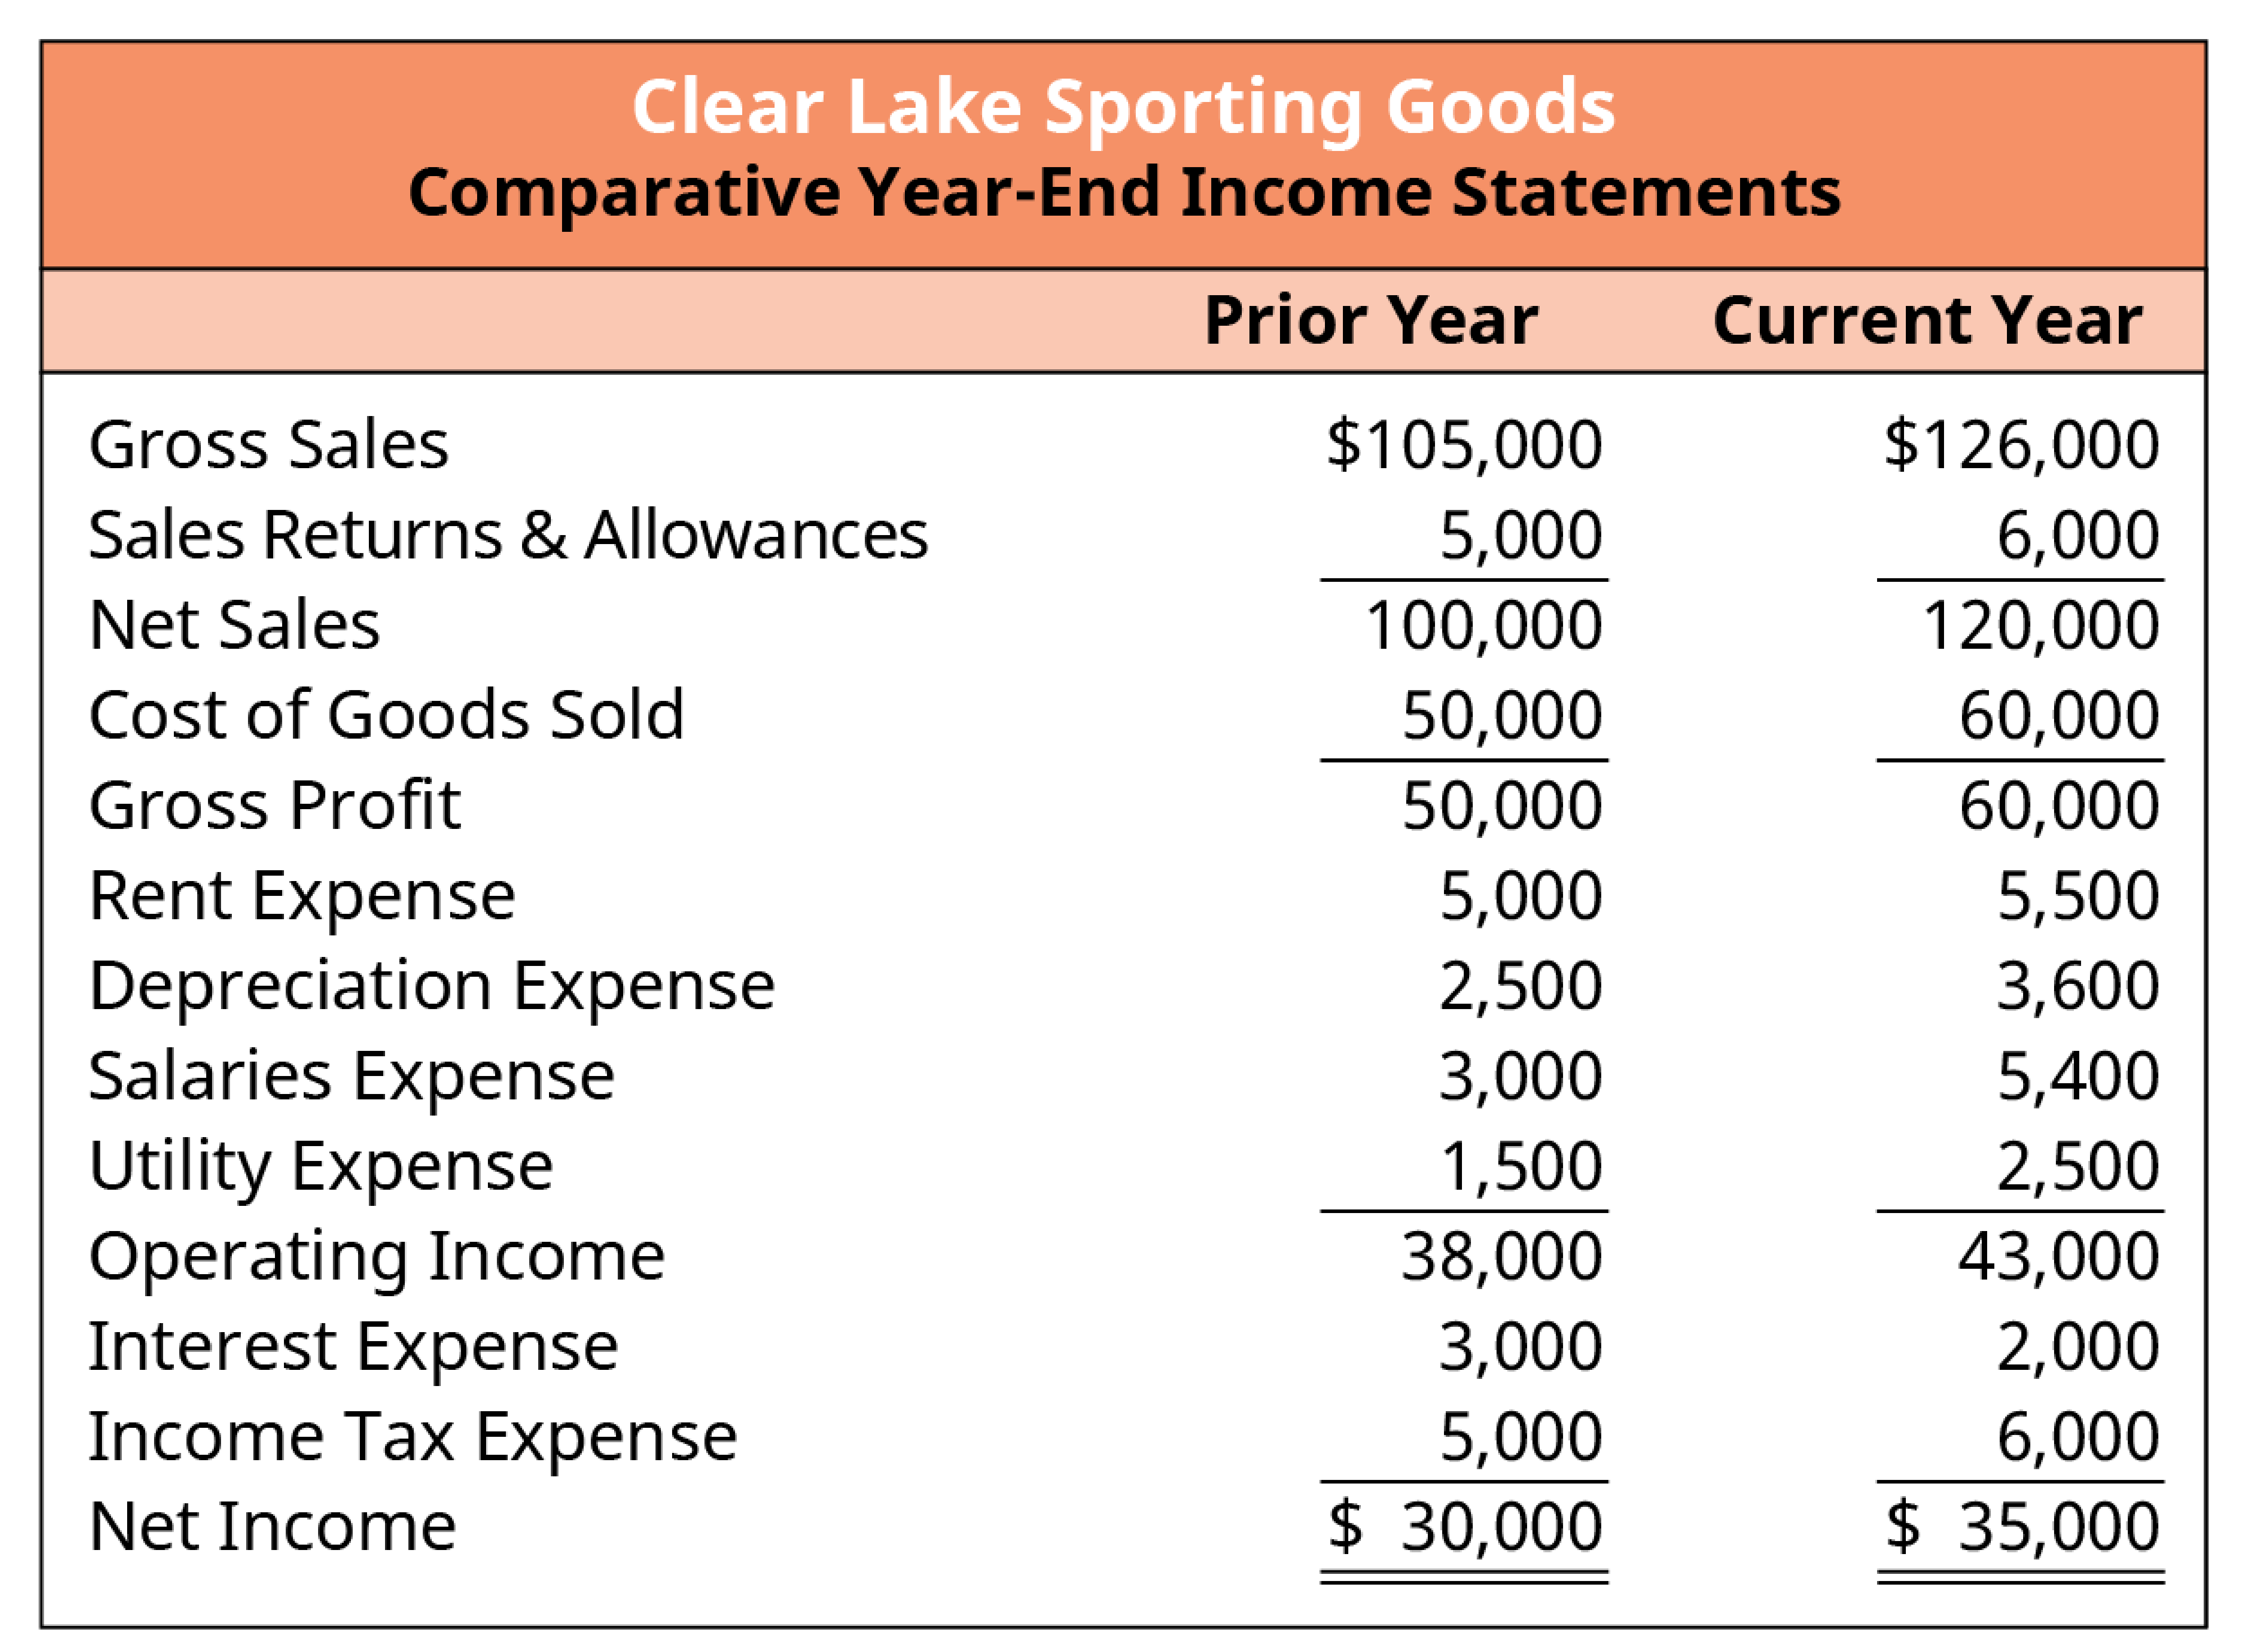 Clear Lake Sporting Goods
Comparative Year-End Income Statements
Prior Year Current Year
Gross Sales $105,000 $126,000
Sales Returns & Allowances 5,000 6,000
Net Sales 100,000 120,000
Cost of Goods Sold 50,000 60,000
Gross Profit 50,000 60,000
Rent Expense 5,000 5,500
Depreciation Expense 2,500 3,600
Salaries Expense 3,000 5,400
Utility Expense 1,500 2,500
Operating Income 38,000 43,000
Interest Expense 3,000 2,000
Income Tax Expense 5,000 6,000
Net Income $ 30,000 $ 35,000